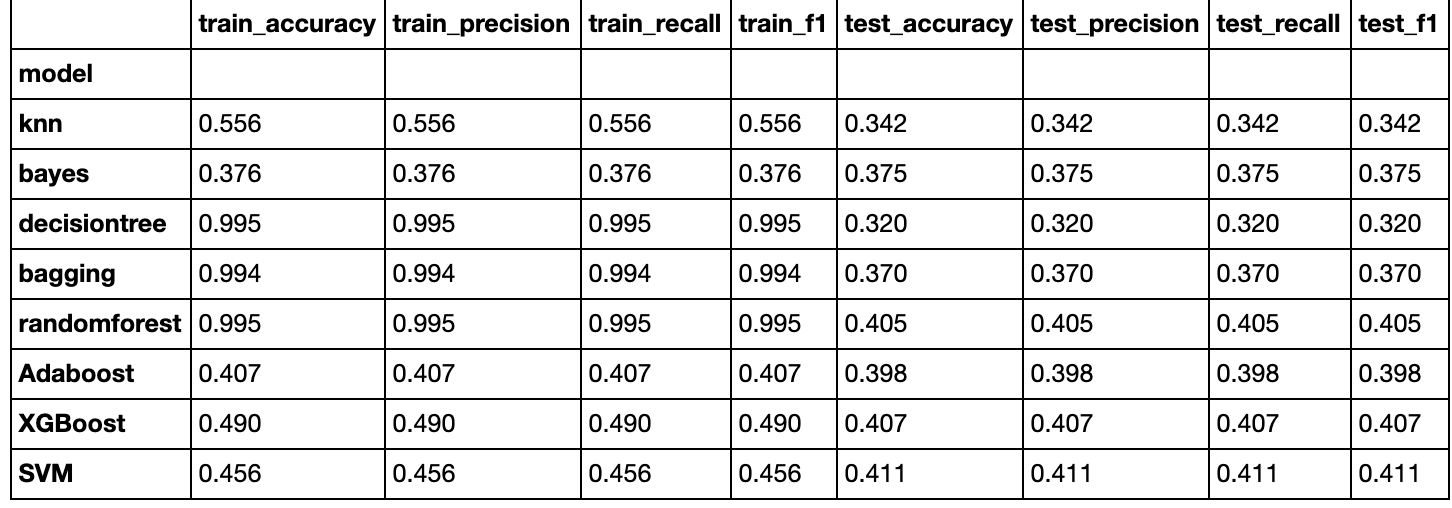 train_accuracy train_precision train_recall train_f1 test_accuracy test_precision test_recall test_f1
model
knn 0.556 0.556 0.556 0.556 0.342 0.342 0.342 0.342
bayes 0.376 0.376 0.376 0.376 0.375 0.375 0.375 0.375
decisiontree 0.995 0.995 0.995 0.995 0.320 0.320 0.320 0.320
bagging 0.994 0.994 0.994 0.994 0.370 0.370 0.370 0.370
randomforest 0.995 0.995 0.995 0.995 0.405 0.405 0.405 0.405
Adaboost 0.407 0.407 0.407 0.407 0.398 0.398 0.398 0.398
XGBoost 0.490 0.490 0.490 0.490 0.407 0.407 0.407 0.407
SVM 0.456 0.456 0.456 0.456 0.411 0.411 0.411 0.411